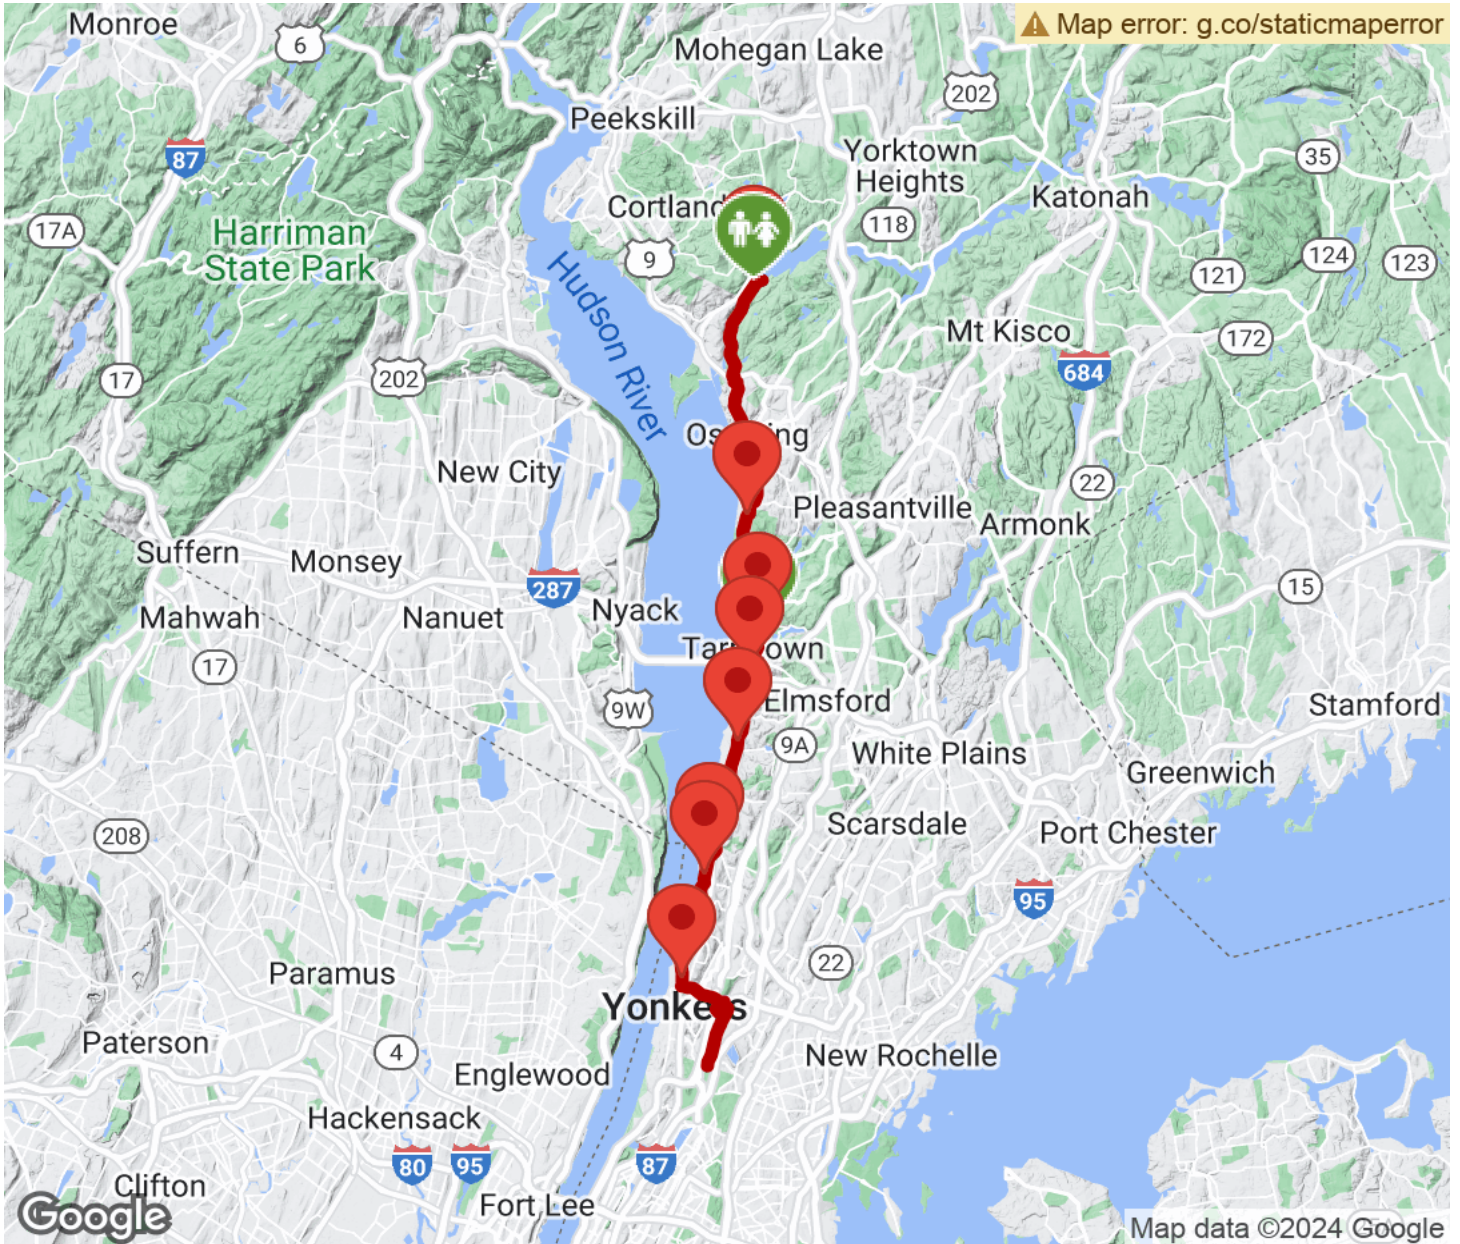 Monroe
6
Mohegan Lake
Map error: g.co/staticmaperror
202
Peekskill
87
Yorktown
Heights
35
Katonah
Cortland
118
17A
Harriman
State Park
9
124
123
121
Hudson River
Mt Kisco
172
684
17
202
New City
22
Pleasantville
Armonk
Suffern
Monsey
287
15
Mahwah
Nanuet
Nyack
17
9W
Elmsford
Stamford
9A
White Plains
Greenwich
208
Scarsdale
Port Chester
95
22
Paramus
Paterson
4
New Rochelle
Englewood
Hackensack
80
95
87
Clifton
Fort Lee
Google
Map data ©2024 Google